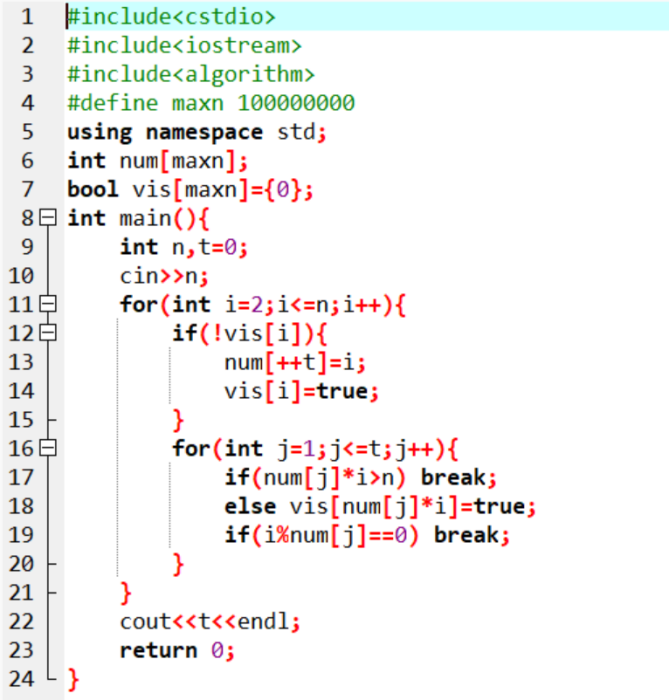 1 #include<cstdio>
2 #include<iostream>
3 #include<algorithm>
4 #define maxn 100000000
5 using namespace std;
6 int num[maxn];
7 bool vis[maxn]={0};
8 int main(){
9 int n,t=0;
10 cin>>n;
11 for(int i=2;i<=n;i++){
12 if(!vis[i]){
13 num[++t]=i;
14 vis[i]=true;
15 }
16 for(int j=1;j<=t;j++){
17 if(num[j]*i>n) break;
18 else vis[num[j]*i]=true;
19 if(i%num[j]==0) break;
20 }
21 }
22 cout<<t<<endl;
23 return 0;
24 }